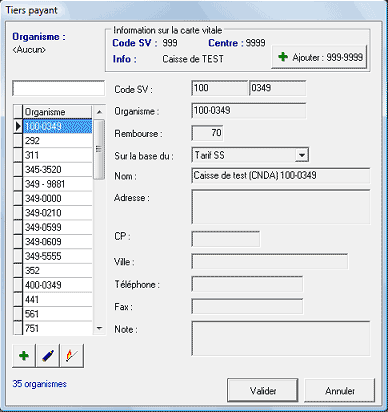 Tiers payant
Organisme :
<Aucun>
Information sur la carte vitale
Code SV : 999 Centre : 9999
Info : Caisse de TEST
Ajouter : 999-9999
Organisme
100-0349
292
311
345-3520
349 - 9881
349-0000
349-0210
349-0599
349-0609
349-5555
352
400-0349
441
561
751
35 organismes
Code SV : 100 0349
Organisme : 100-0349
Rembourse : 70
Sur la base du : Tarif SS
Nom : Caisse de test (CNDA) 100-0349
Adresse :
CP :
Ville :
Téléphone :
Fax :
Note :
Valider
Annuler